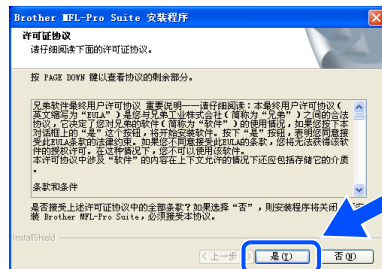 Brother MFL-Pro Suite 安装程序
许可证协议
请仔细阅读下面的许可证协议。
按 PAGE DOWN 键以查看协议的剩余部分。
兄弟软件最终用户许可协议 重要说明——请仔细阅读：本最终用户许可协议（
英文缩写为“EULA”）是您与兄弟工业株式会社（简称为“兄弟”）之间的合法
协议，它决定了您对兄弟的软件（简称为“软件”）的使用情况，如果您按下本
对话框上的“是”这个按钮，将开始安装软件。按下“是”按钮，表明您同意接
受此EULA条款的法律约束。如果您不同意接受此EULA的条款，您将无法获得该软
件的授权许可。在这种情况下，您不可以使用该软件。
本许可协议中涉及“软件”的内容在上下文允许的情况下还应包括存储它的介质
。
条款和条件
是否接受上述许可证协议中的全部条款？如果选择“否”，则安装程序将关闭。
装 Brother MFL-Pro Suite，必须接受本协议。
InstallShield
<上一步
是(Y)
否(N)